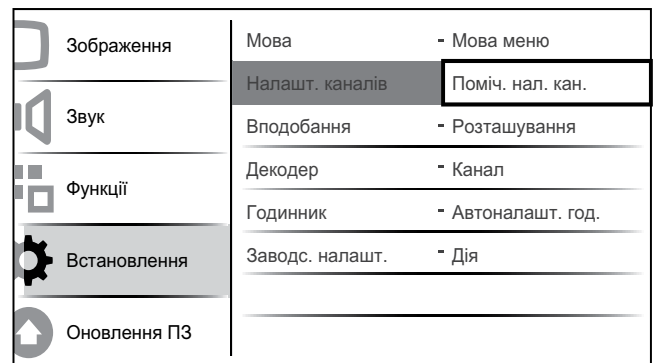 Зображення
Звук
Функції
Встановлення
Оновлення ПЗ
Мова - Мова меню
Налашт. каналів Поміч. нал. кан.
Вподобання - Розташування
Декодер - Канал
Годинник - Автоналашт. год.
Заводс. налашт. - Дія